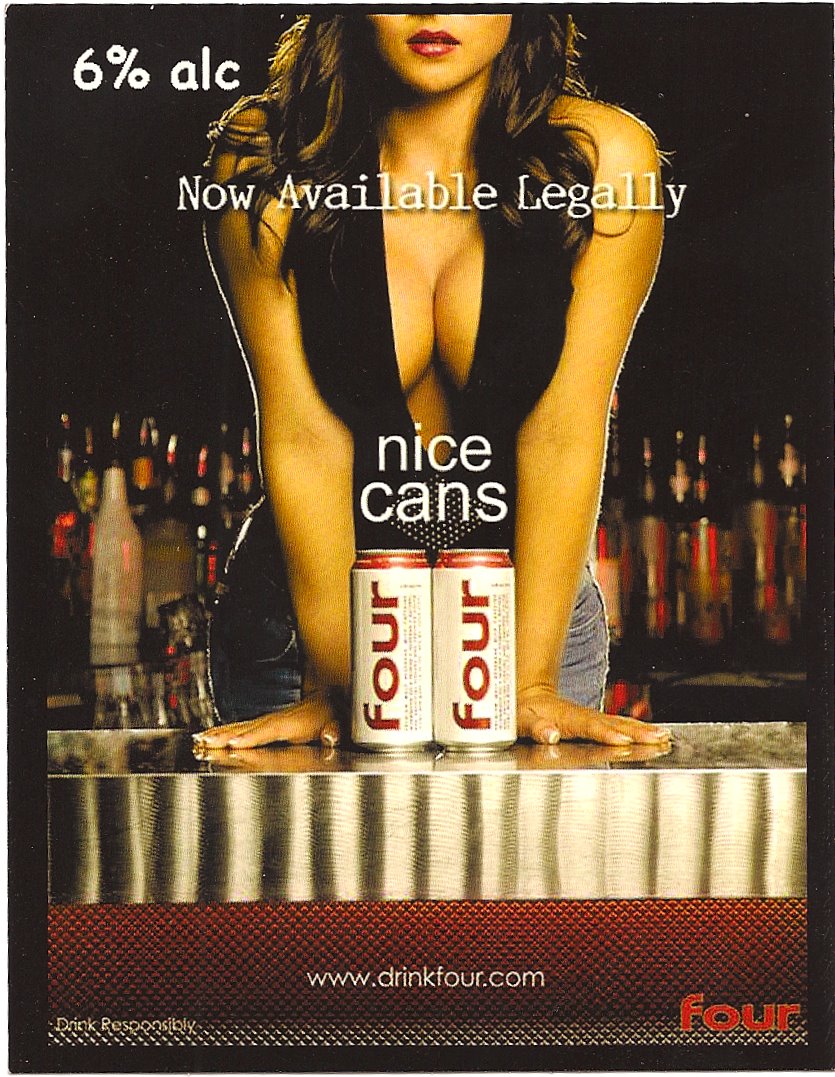 6% alc
Now Available Legally
nice
cans
four
four
www.drinkfour.com
Drink Responsibly
four